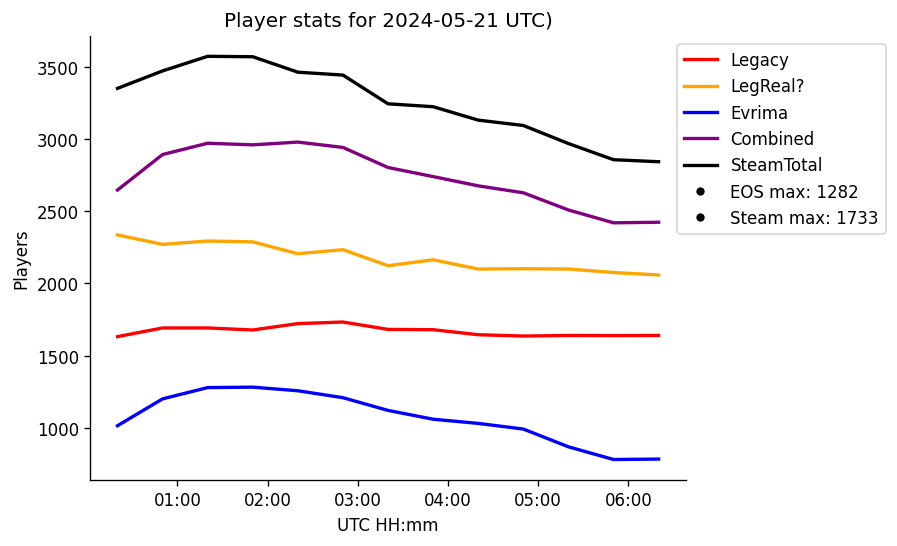 Player stats for 2024-05-21 UTC)
Players
3500
3000
2500
2000
1500
1000
01:00 02:00 03:00 04:00 05:00 06:00
UTC HH:mm
Legacy
LegReal?
Evrima
Combined
SteamTotal
EOS max: 1282
Steam max: 1733